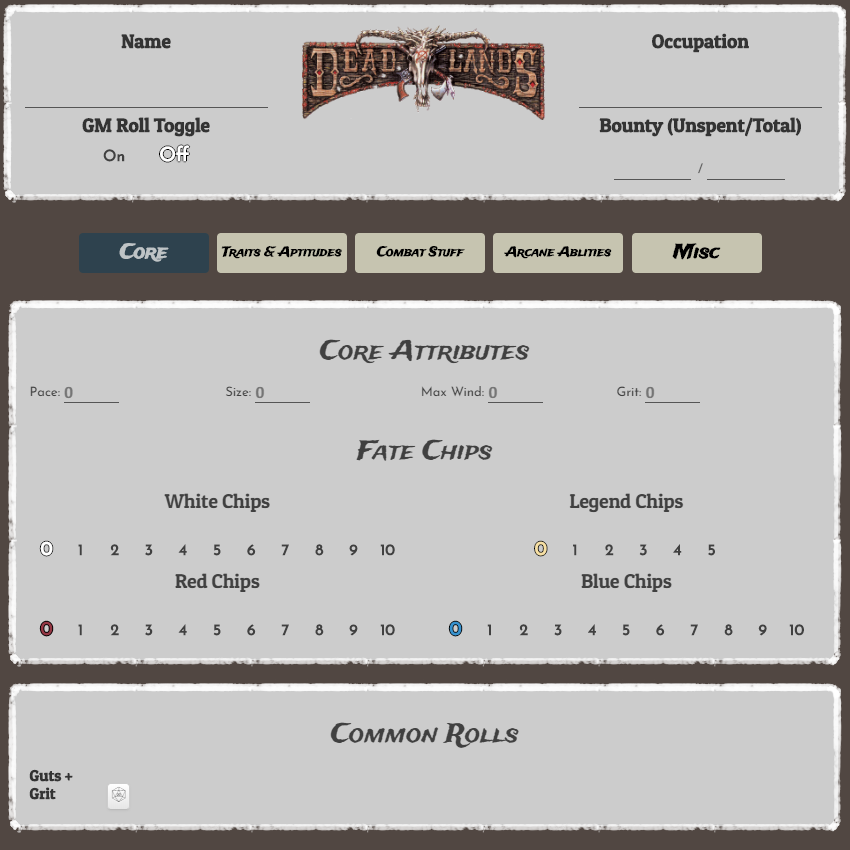 Name
DEADLANDS
Occupation
GM Roll Toggle
Bounty (Unspent/Total)
On Off
/
Core Traits & Aptitudes Combat Stuff Arcane Ablities Misc
Core Attributes
Pace: 0 Size: 0 Max Wind: 0 Grit: 0
Fate Chips
White Chips Legend Chips
0 1 2 3 4 5 6 7 8 9 10 0 1 2 3 4 5
Red Chips Blue Chips
0 1 2 3 4 5 6 7 8 9 10 0 1 2 3 4 5 6 7 8 9 10
Common Rolls
Guts +
Grit